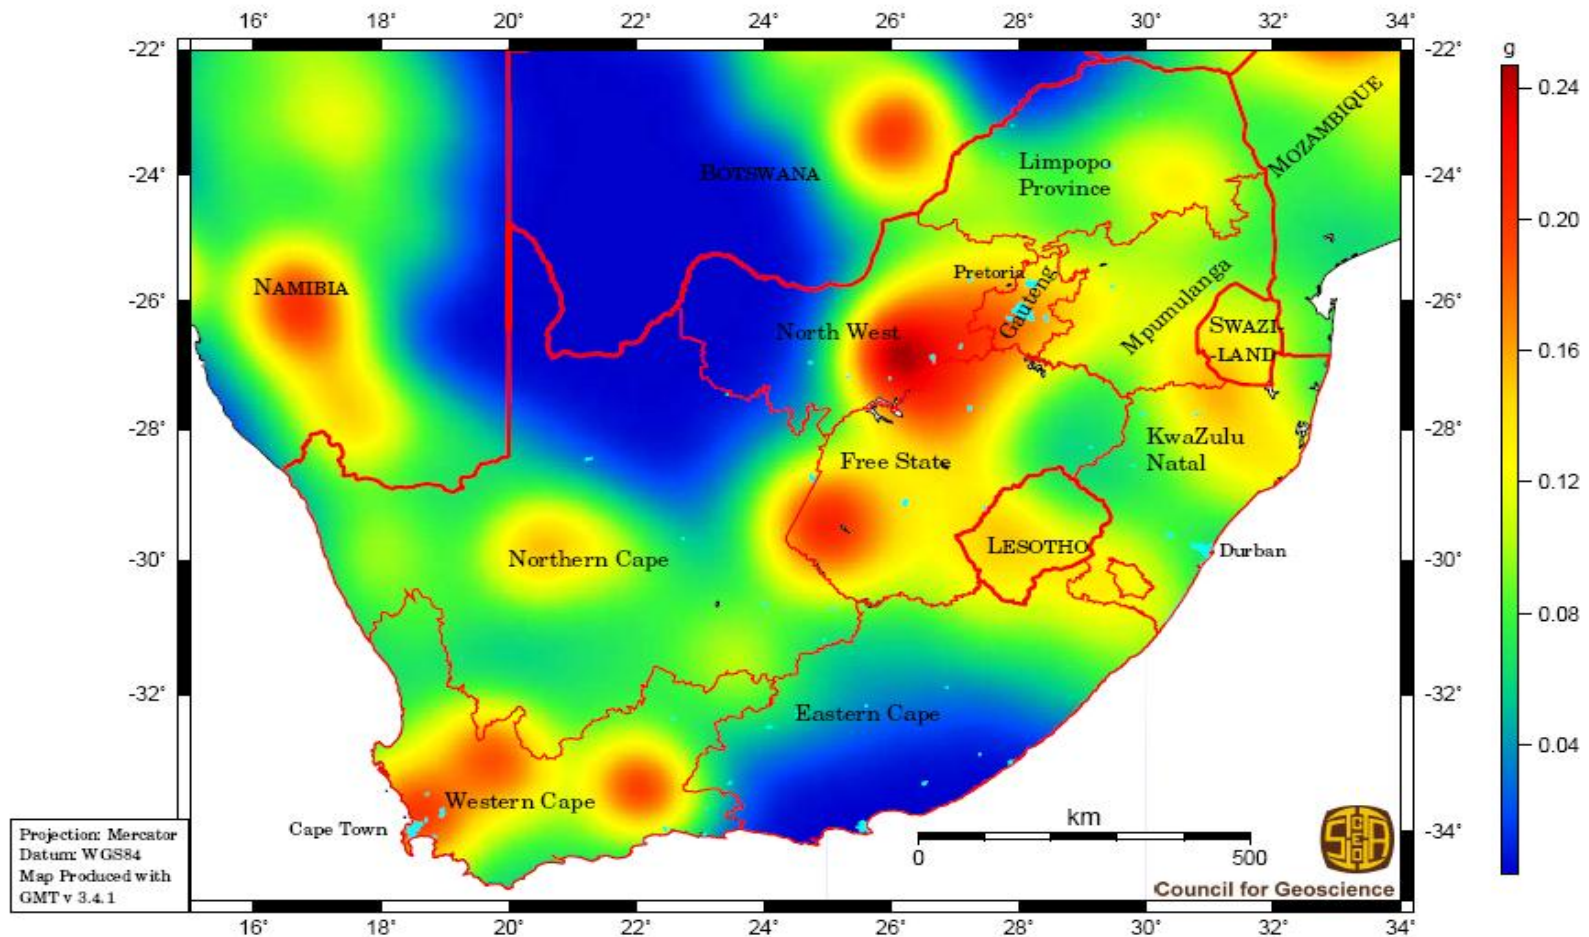 16° 18° 20° 22° 24° 26° 28° 30° 32° 34°
-22° -22°
g
0.24
MOZAMBIQUE
Limpopo
Province
-24° BOTSWANA -24°
0.20
Pretoria
NAMIBIA
Gauteng
Mpumulanga
-26° -26°
North West
SWAZI-
-LAND
0.16
-28° -28°
KwaZulu
Natal
Free State
0.12
LESOTHO
Durban
-30° Northern Cape -30°
0.08
-32° -32°
Eastern Cape
0.04
Western Cape
km
Cape Town
-34° -34°
0 500
Projection: Mercator
Datum: WGS84
Map Produced with
GMT v 3.4.1
Council for Geoscience
16° 18° 20° 22° 24° 26° 28° 30° 32° 34°